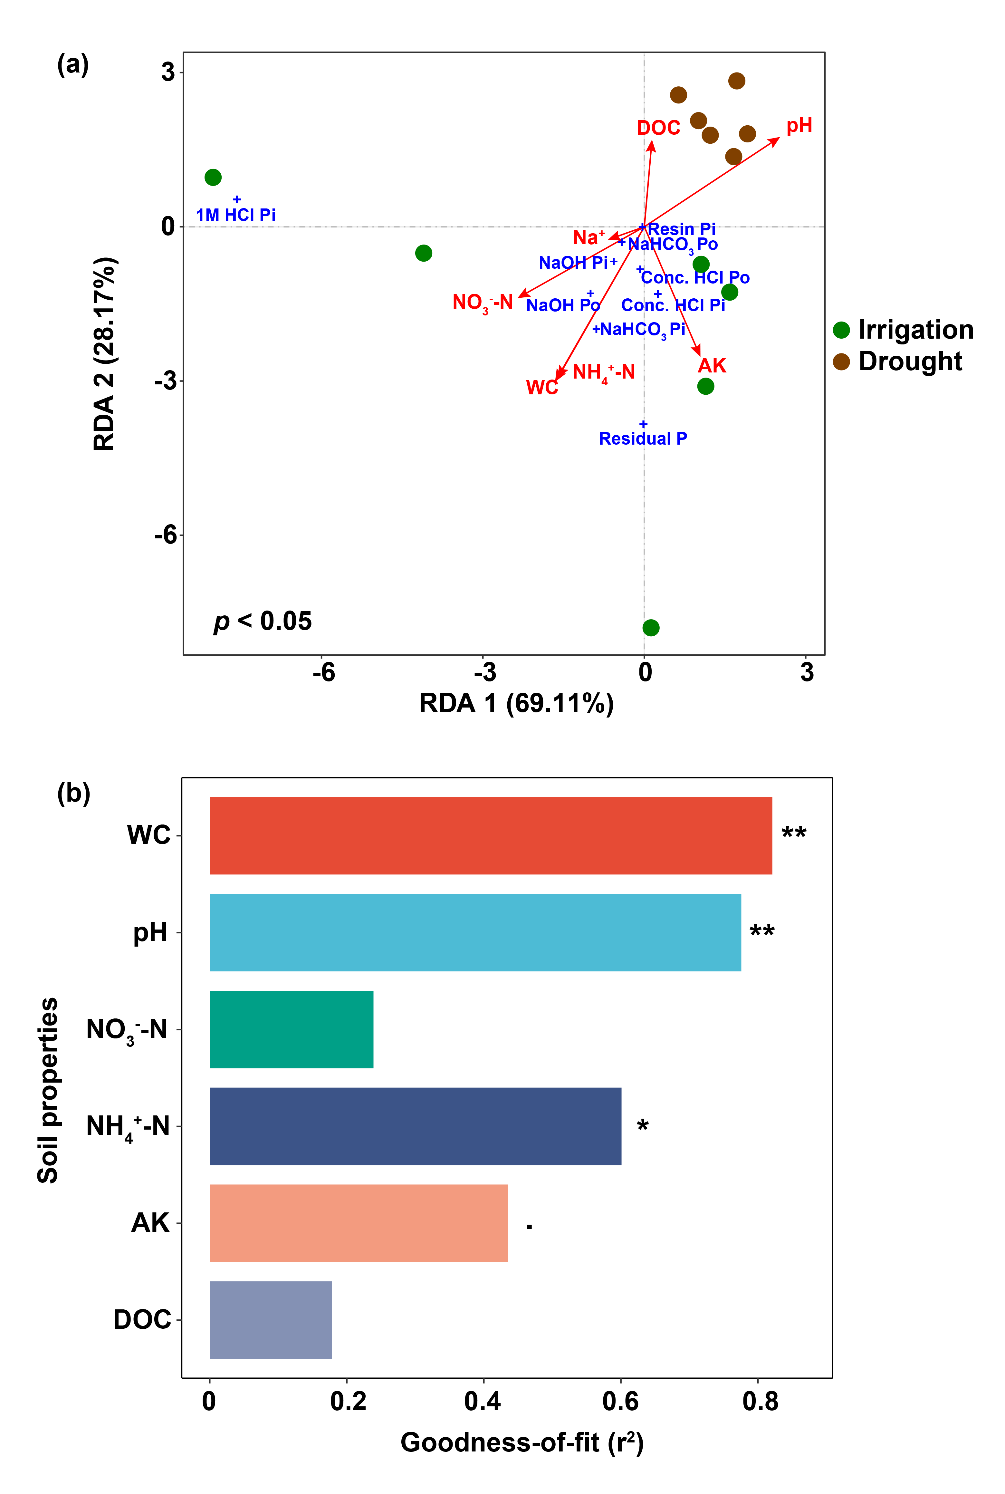 (a)
3
0
-3
-6
RDA 2 (28.17%)
DOC
pH
1M HCl Pi
Na⁺
Resin Pi
NaHCO₃ Po
NaOH Pi
Conc. HCl Po
NO₃⁻-N
NaOH Po
Conc. HCl Pi
NaHCO₃ Pi
WC
NH₄⁺-N
AK
Residual P
Irrigation
Drought
p < 0.05
-6
-3
0
3
RDA 1 (69.11%)
(b)
WC
**
pH
**
NO₃⁻-N
NH₄⁺-N
*
AK
.
DOC
Soil properties
0
0.2
0.4
0.6
0.8
Goodness-of-fit (r²)